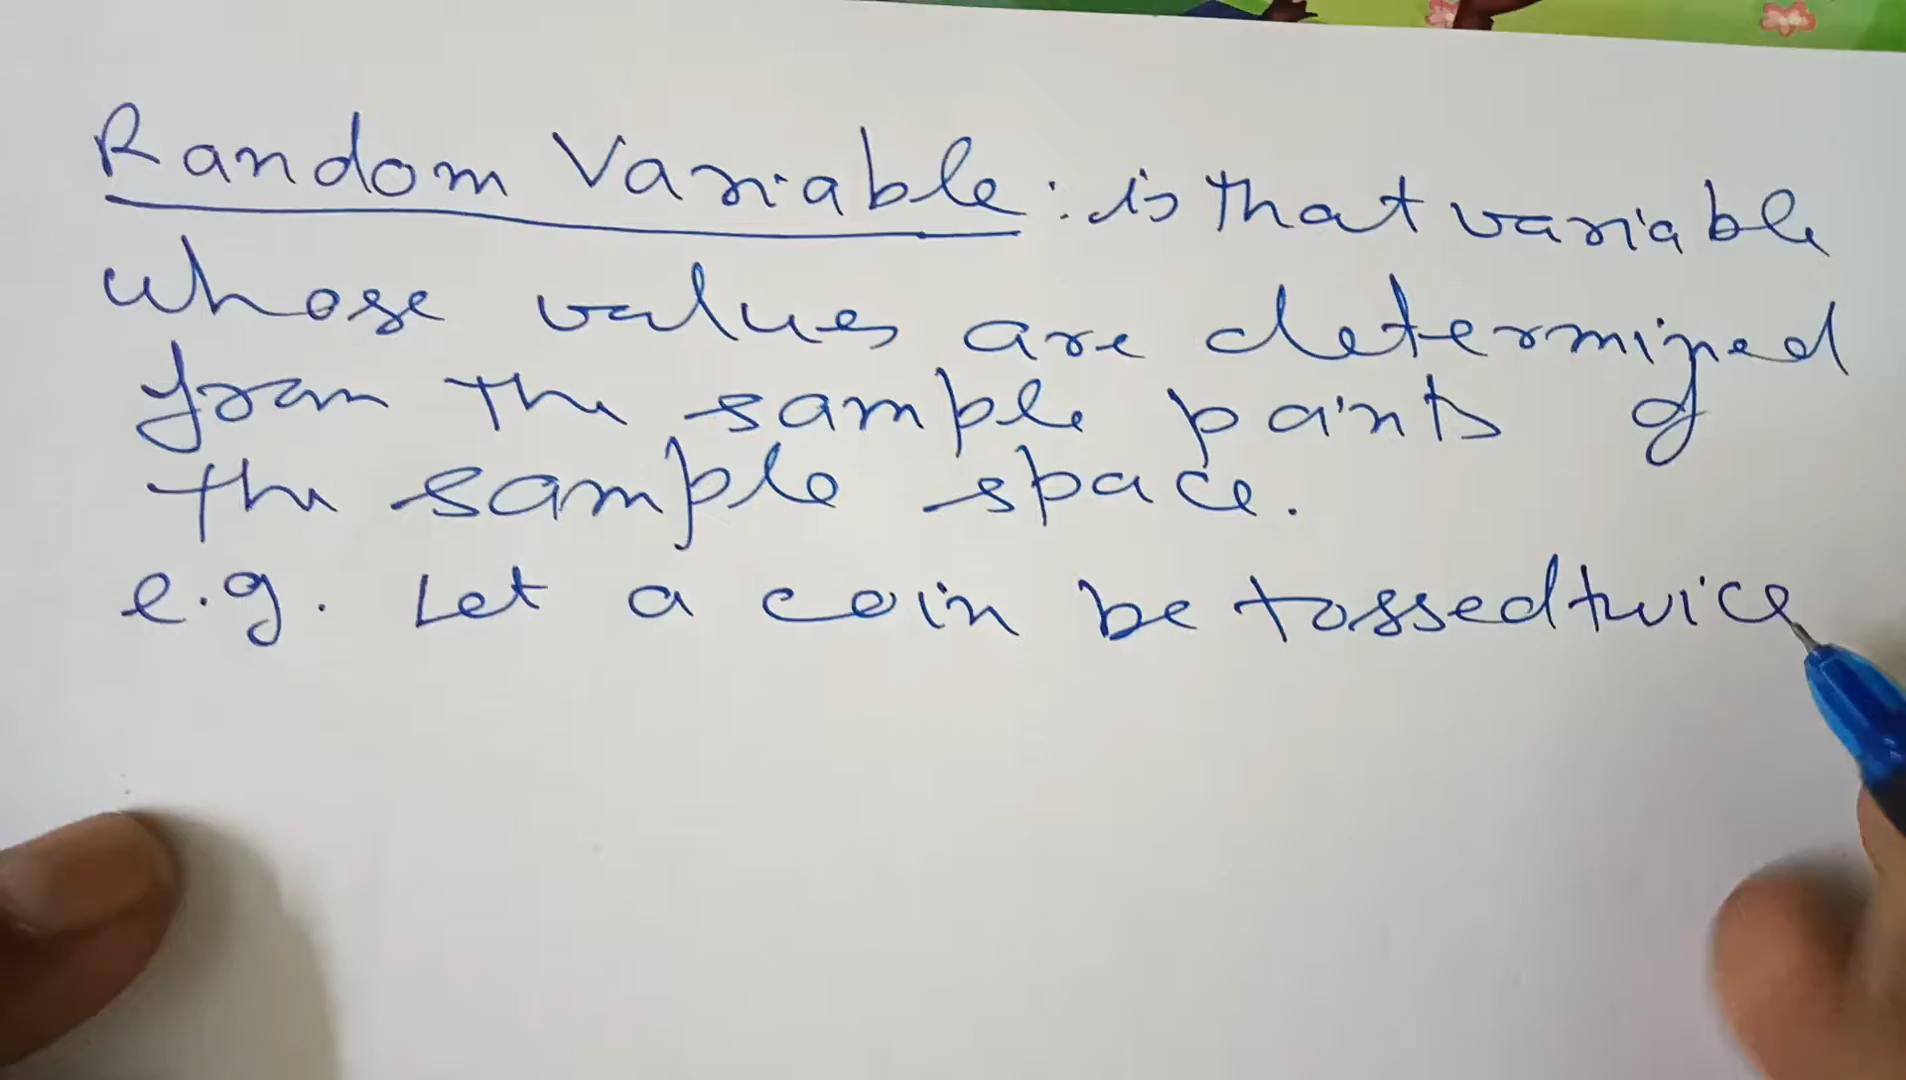 Random Variable : is that variable
whose values are determined
from the sample points of
the sample space.
e.g. Let a coin be tossed twice